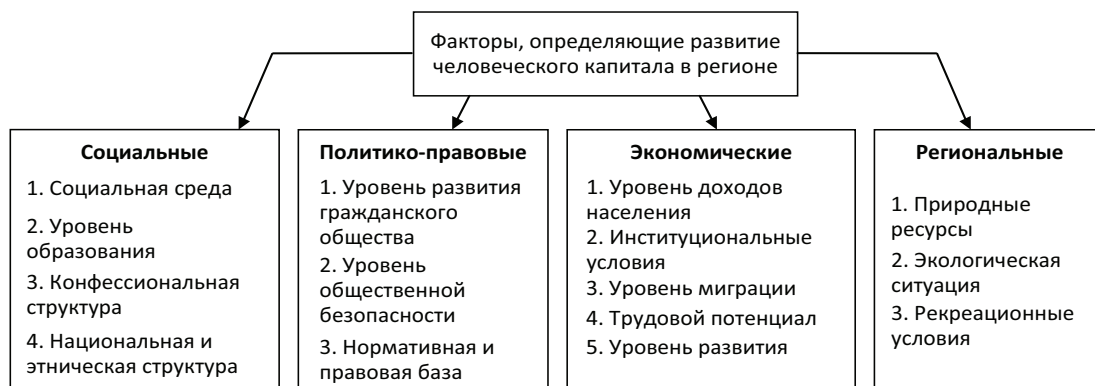 Факторы, определяющие развитие
человеческого капитала в регионе
Социальные
1. Социальная среда
2. Уровень
образования
3. Конфессиональная
структура
4. Национальная и
этническая структура
Политико-правовые
1. Уровень развития
гражданского
общества
2. Уровень
общественной
безопасности
3. Нормативная и
правовая база
Экономические
1. Уровень доходов
населения
2. Институциональные
условия
3. Уровень миграции
4. Трудовой потенциал
5. Уровень развития
Региональные
1. Природные
ресурсы
2. Экологическая
ситуация
3. Рекреационные
условия